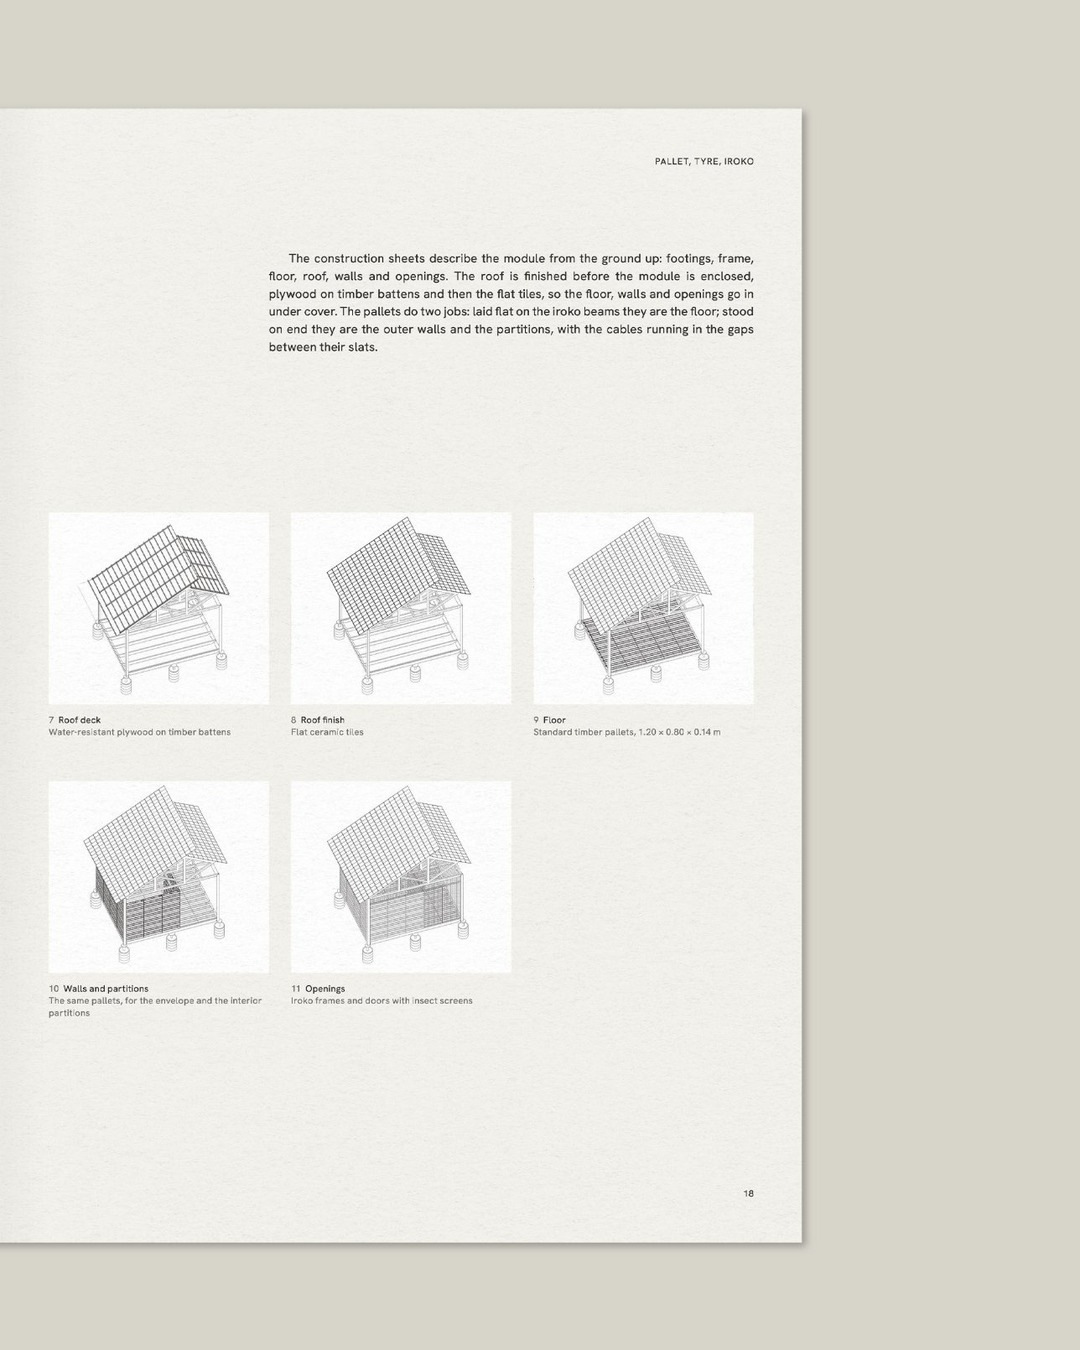 PALLET, TYRE, IROKO
The construction sheets describe the module from the ground up: footings, frame,
floor, roof, walls and openings. The roof is finished before the module is enclosed,
plywood on timber battens and then the flat tiles, so the floor, walls and openings go in
under cover. The pallets do two jobs: laid flat on the iroko beams they are the floor; stood
on end they are the outer walls and the partitions, with the cables running in the gaps
between their slats.
7 Roof deck
Water-resistant plywood on timber battens
8 Roof finish
Flat ceramic tiles
9 Floor
Standard timber pallets, 1.20 × 0.80 × 0.14 m
10 Walls and partitions
The same pallets, for the envelope and the interior
partitions
11 Openings
Iroko frames and doors with insect screens
18